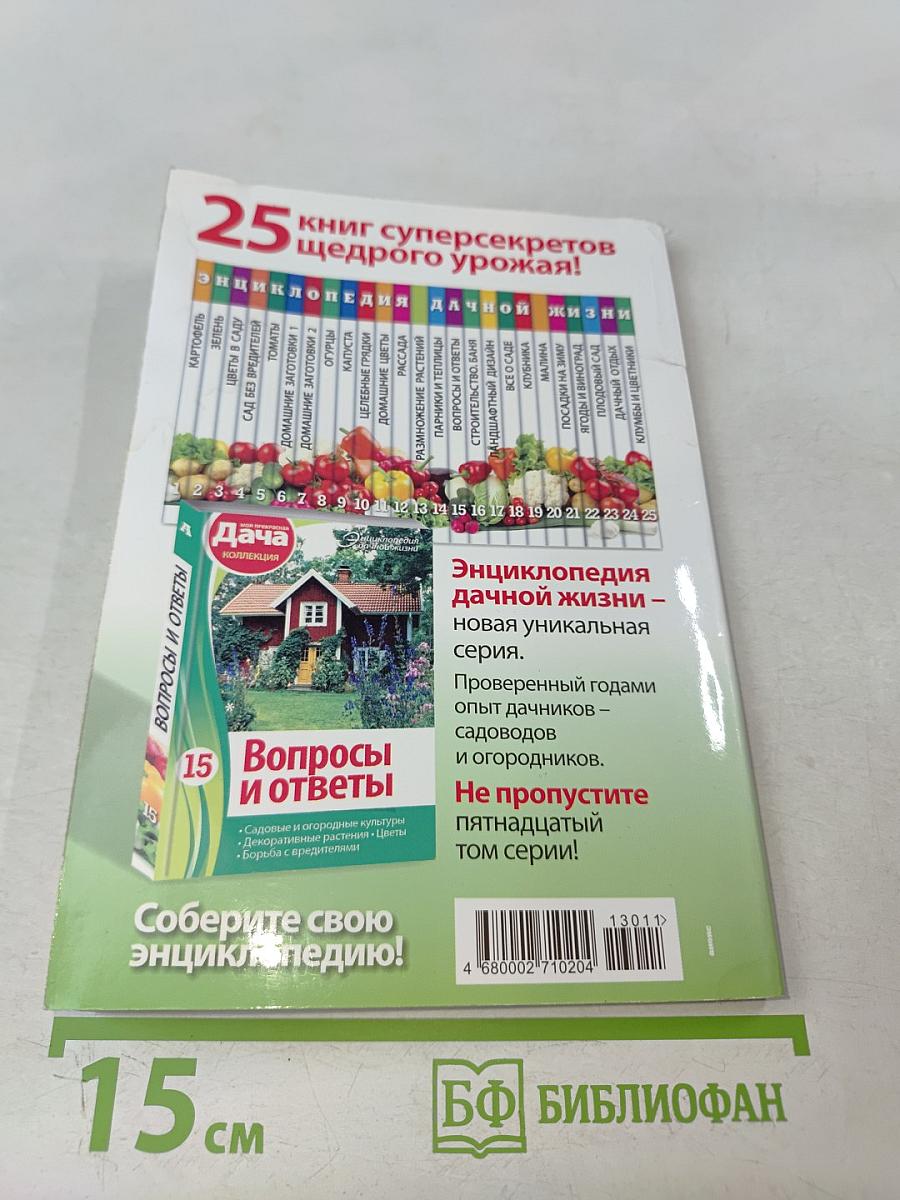 25 книг суперсекретов
щедрого урожая!
ЭНЦИКЛОПЕДИЯ ДАЧНОЙ ЖИЗНИ
КАРТОФЕЛЬ
ЗЕЛЕНЬ
ЦВЕТЫ В САДУ
САД БЕЗ ВРЕДИТЕЛЕЙ
ТОМАТЫ
ДОМАШНИЕ ЗАГОТОВКИ 1
ДОМАШНИЕ ЗАГОТОВКИ 2
ОГУРЦЫ
КАПУСТА
ЦЕЛЕБНЫЕ ГРЯДКИ
ДОМАШНИЕ ЦВЕТЫ
РАССАДА
РАЗМНОЖЕНИЕ РАСТЕНИЙ
ПАРНИКИ И ТЕПЛИЦЫ
ВОПРОСЫ И ОТВЕТЫ
СТРОИТЕЛЬСТВО. БАНЯ
ЛАНДШАФТНЫЙ ДИЗАЙН
ВСЕ О САДЕ
КЛУБНИКА
МАЛИНА
ПОСАДКИ НА ЗИМУ
ЯГОДЫ И ВИНОГРАД
ПЛОДОВЫЙ САД
ДАЧНЫЙ ОТДЫХ
КЛУМБЫ И ЦВЕТНИКИ
1 2 3 4 5 6 7 8 9 10 11 12 13 14 15 16 17 18 19 20 21 22 23 24 25
МОЯ ПРЕКРАСНАЯ
Дача
КОЛЛЕКЦИЯ
Энциклопедия
дачной жизни
ВОПРОСЫ И ОТВЕТЫ
15
15
Вопросы
и ответы
• Садовые и огородные культуры
• Декоративные растения • Цветы
• Борьба с вредителями
Энциклопедия
дачной жизни –
новая уникальная
серия.
Проверенный годами
опыт дачников –
садоводов
и огородников.
Не пропустите
пятнадцатый
том серии!
Соберите свою
энциклопедию!
13011>
4 680002 710204
15 см
БФ БИБЛИОФАН